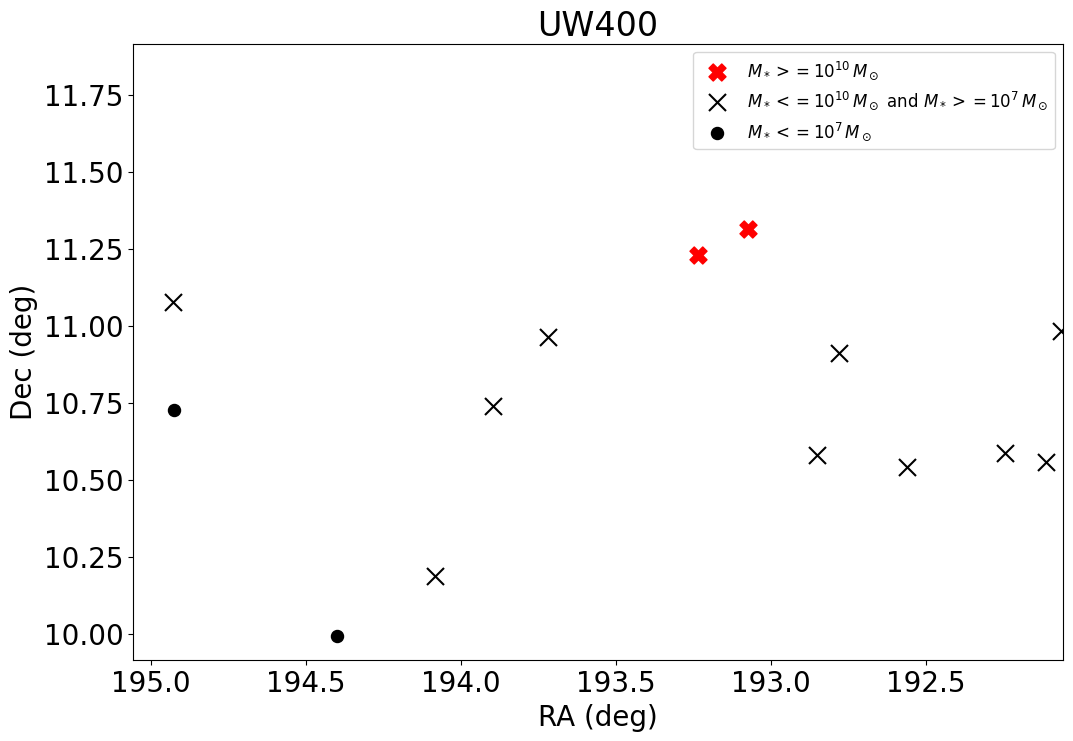 UW400
M* >= 10^10 M⊙
M* <= 10^10 M⊙ and M* >= 10^7 M⊙
M* <= 10^7 M⊙
11.75
11.50
11.25
11.00
10.75
10.50
10.25
10.00
Dec (deg)
195.0 194.5 194.0 193.5 193.0 192.5
RA (deg)